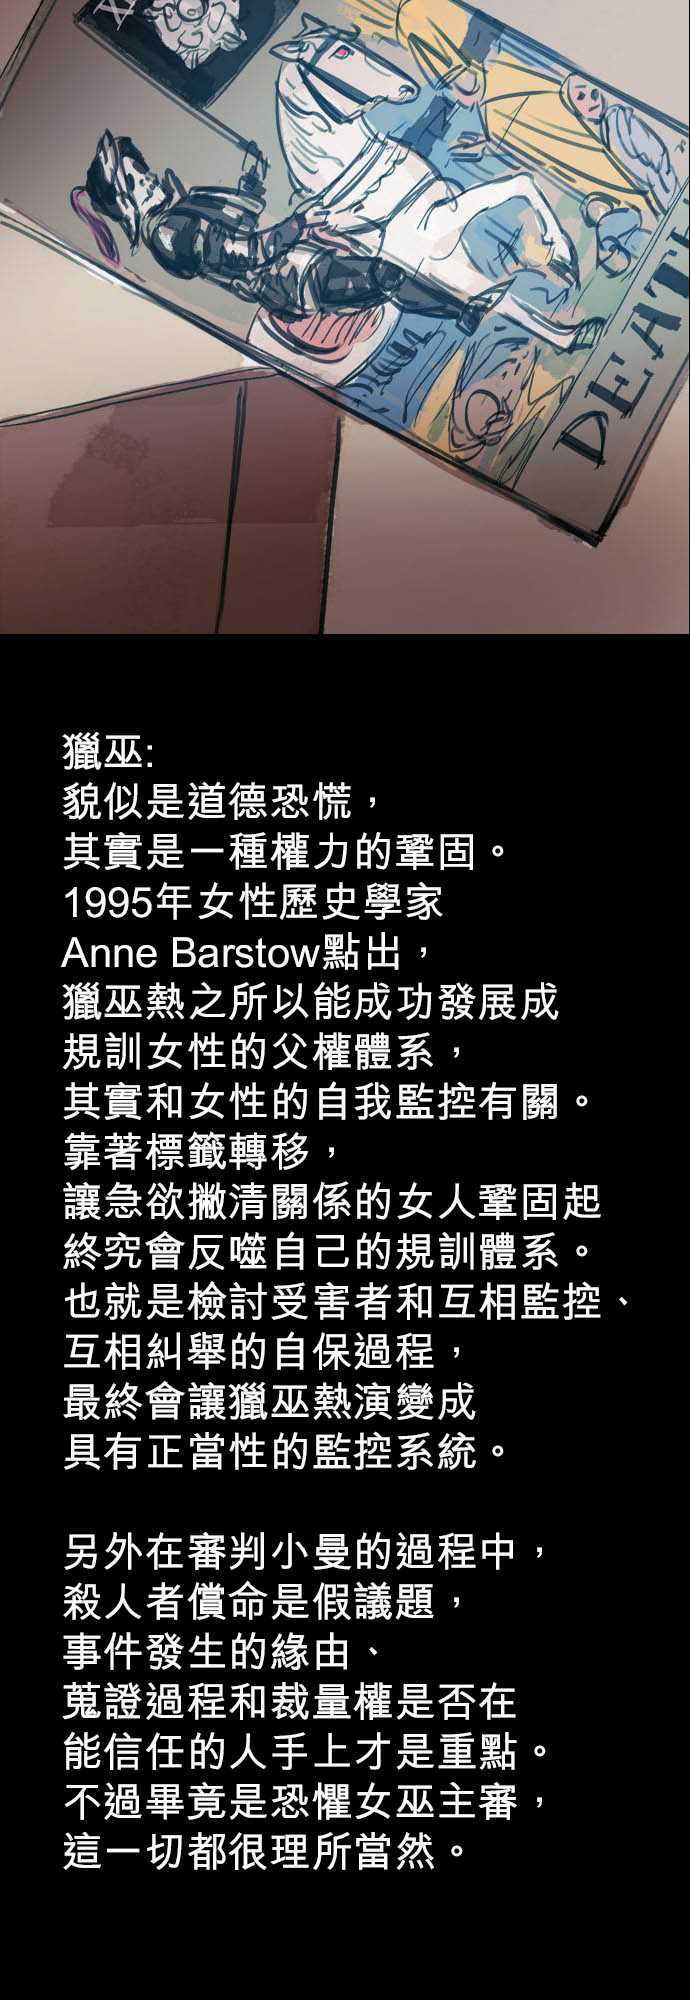 DEATH
獵巫:
貌似是道德恐慌，
其實是一種權力的鞏固。
1995年女性歷史學家
Anne Barstow點出，
獵巫熱之所以能成功發展成
規訓女性的父權體系，
其實和女性的自我監控有關。
靠著標籤轉移，
讓急欲撇清關係的女人鞏固起
終究會反噬自己的規訓體系。
也就是檢討受害者和互相監控、
互相糾舉的自保過程，
最終會讓獵巫熱演變成
具有正當性的監控系統。
另外在審判小曼的過程中，
殺人者償命是假議題，
事件發生的緣由、
蒐證過程和裁量權是否在
能信任的人手上才是重點。
不過畢竟是恐懼女巫主審，
這一切都很理所當然。